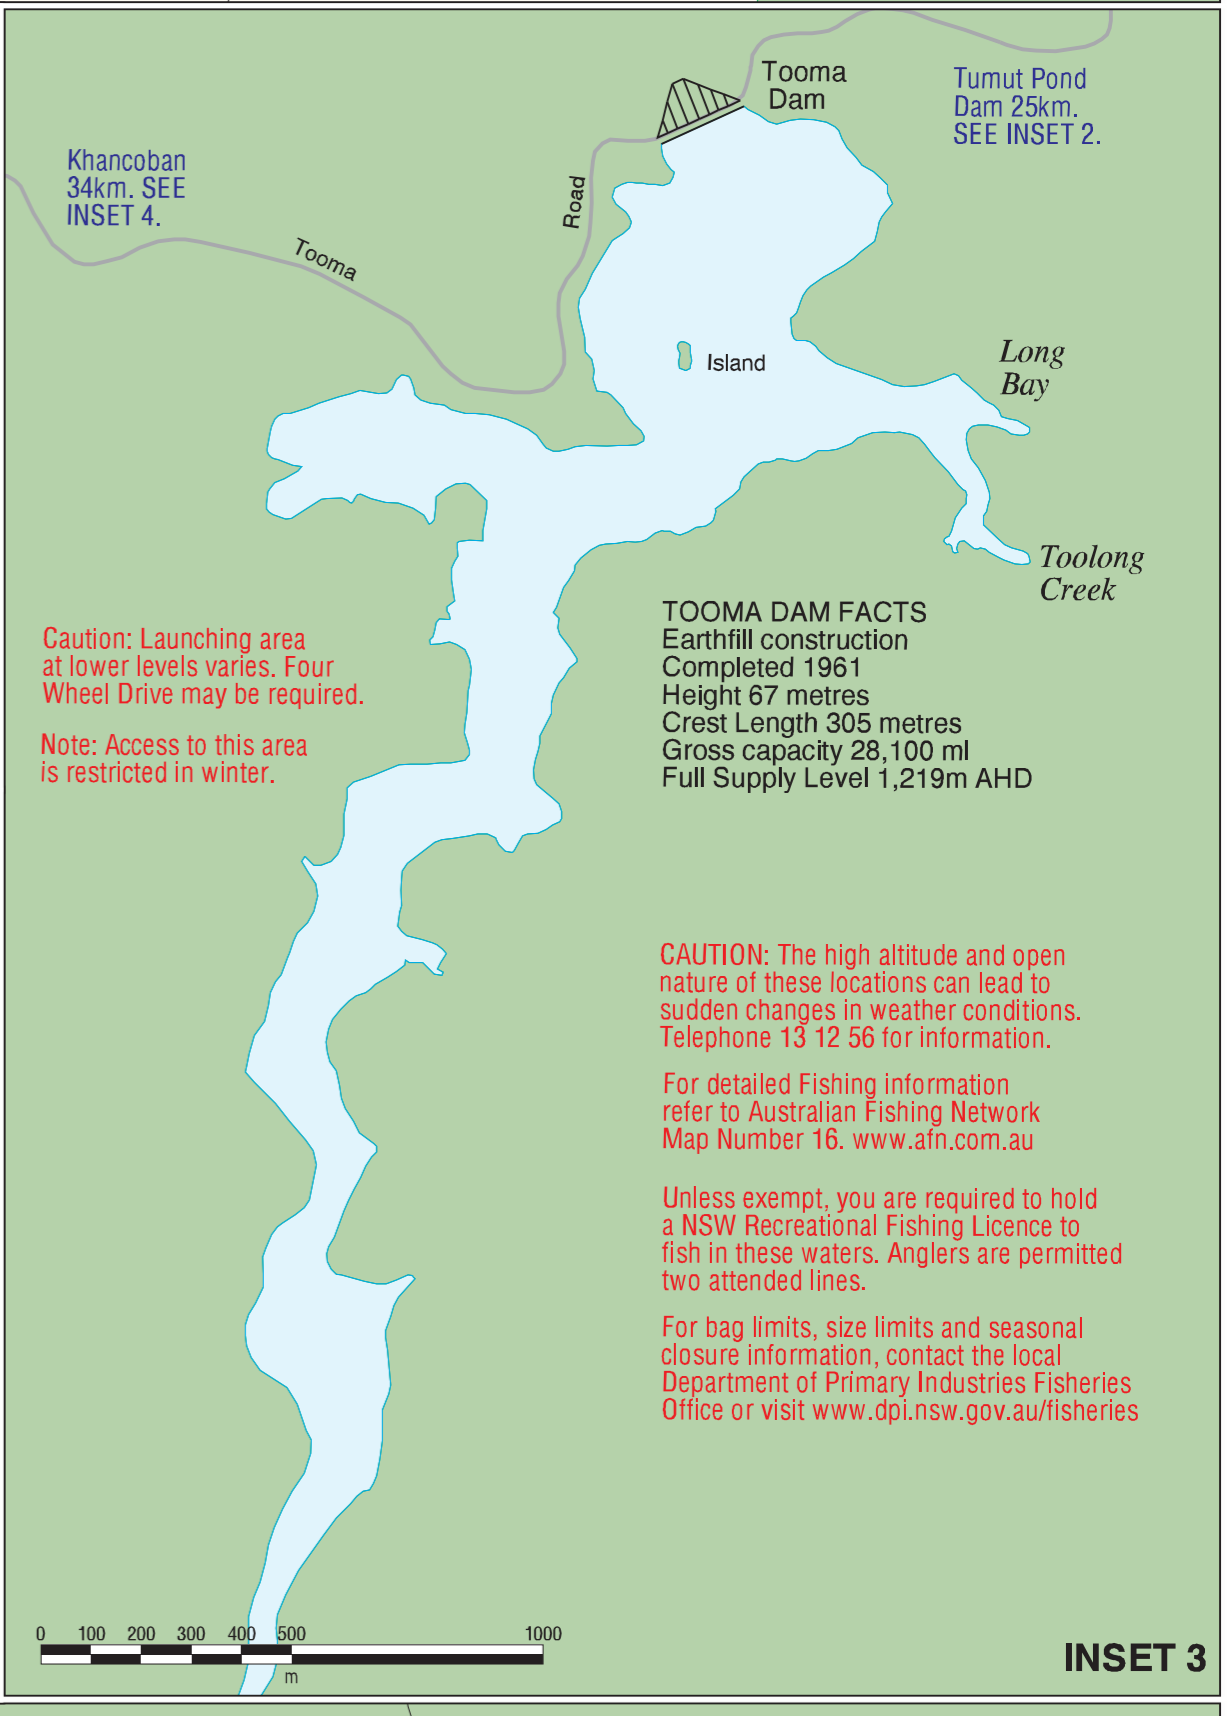 Tooma
Dam
Tumut Pond
Dam 25km.
SEE INSET 2.
Khancoban
34km. SEE
INSET 4.
Road
Tooma
Island
Long
Bay
Toolong
Creek
TOOMA DAM FACTS
Earthfill construction
Completed 1961
Height 67 metres
Crest Length 305 metres
Gross capacity 28,100 ml
Full Supply Level 1,219m AHD
Caution: Launching area
at lower levels varies. Four
Wheel Drive may be required.
Note: Access to this area
is restricted in winter.
CAUTION: The high altitude and open
nature of these locations can lead to
sudden changes in weather conditions.
Telephone 13 12 56 for information.
For detailed Fishing information
refer to Australian Fishing Network
Map Number 16. www.afn.com.au
Unless exempt, you are required to hold
a NSW Recreational Fishing Licence to
fish in these waters. Anglers are permitted
two attended lines.
For bag limits, size limits and seasonal
closure information, contact the local
Department of Primary Industries Fisheries
Office or visit www.dpi.nsw.gov.au/fisheries
0 100 200 300 400 500 1000
m
INSET 3